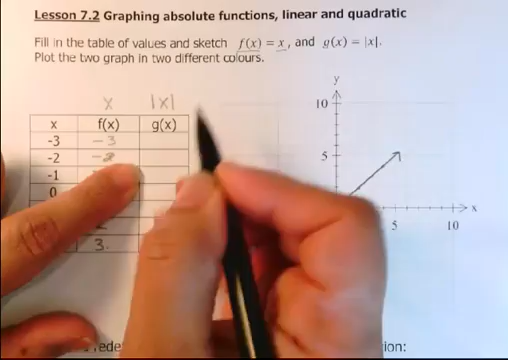 Lesson 7.2 Graphing absolute functions, linear and quadratic
Fill in the table of values and sketch f(x) = x, and g(x) = |x|.
Plot the two graph in two different colours.
x |x|
x f(x) g(x)
-3 -3
-2 -2
-1
0
3
y
10
5
5 10 x
ion: